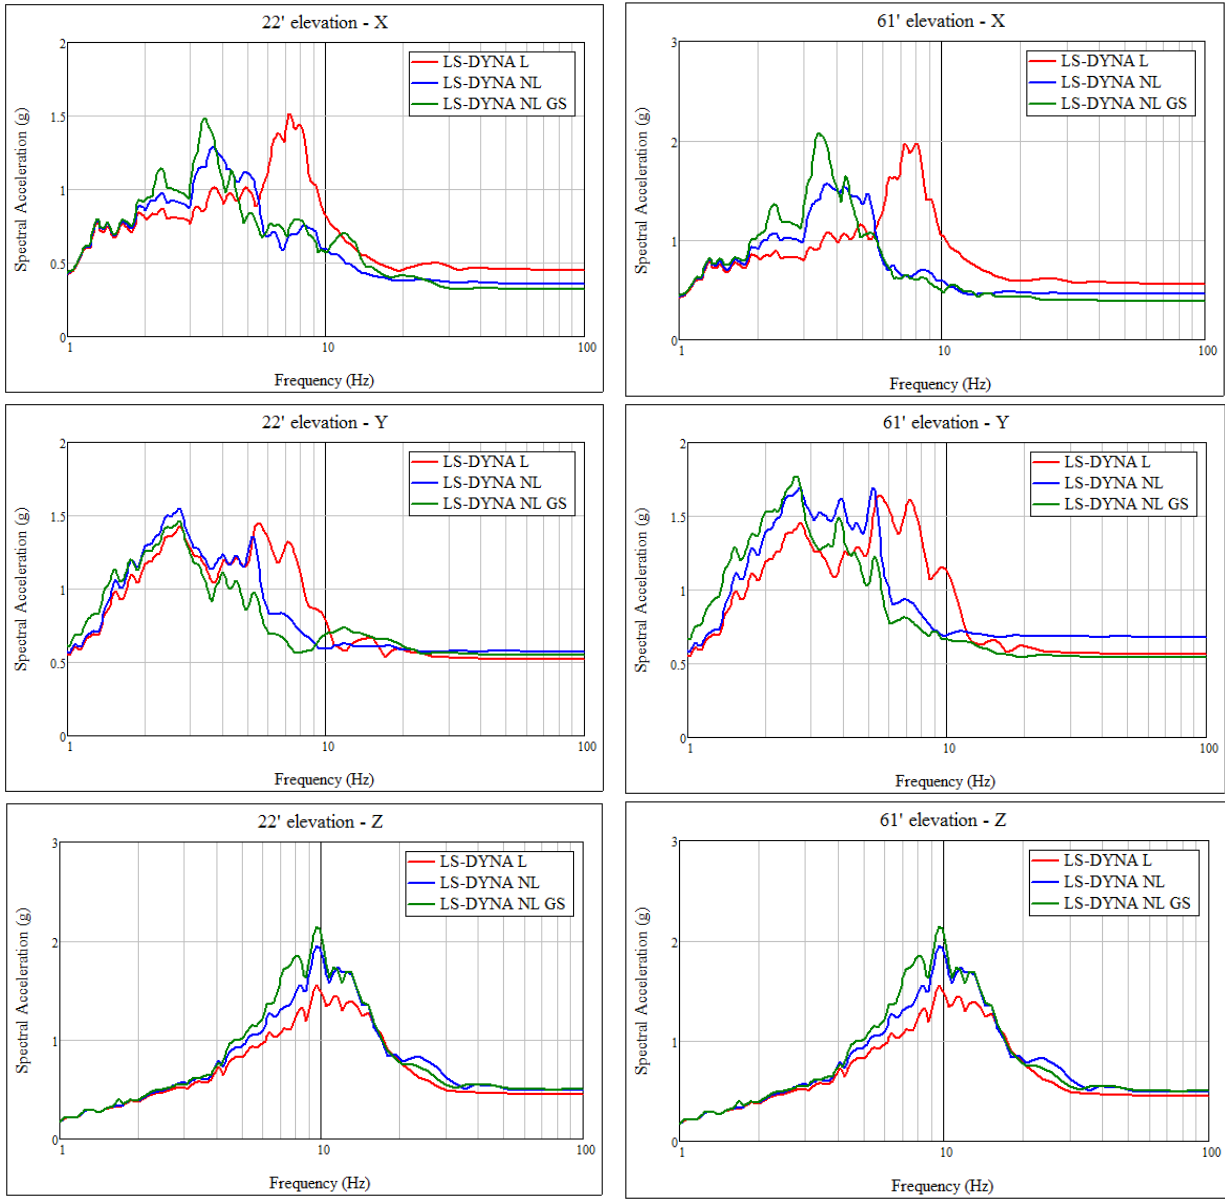 22' elevation - X
2
1.5
1
0.5
0
1
10
100
Spectral Acceleration (g)
Frequency (Hz)
LS-DYNA L
LS-DYNA NL
LS-DYNA NL GS
61' elevation - X
3
2
1
0
1
10
100
Spectral Acceleration (g)
Frequency (Hz)
LS-DYNA L
LS-DYNA NL
LS-DYNA NL GS
22' elevation - Y
2
1.5
1
0.5
0
1
10
100
Spectral Acceleration (g)
Frequency (Hz)
LS-DYNA L
LS-DYNA NL
LS-DYNA NL GS
61' elevation - Y
2
1.5
1
0.5
0
1
10
100
Spectral Acceleration (g)
Frequency (Hz)
LS-DYNA L
LS-DYNA NL
LS-DYNA NL GS
22' elevation - Z
3
2
1
0
1
10
100
Spectral Acceleration (g)
Frequency (Hz)
LS-DYNA L
LS-DYNA NL
LS-DYNA NL GS
61' elevation - Z
3
2
1
0
1
10
100
Spectral Acceleration (g)
Frequency (Hz)
LS-DYNA L
LS-DYNA NL
LS-DYNA NL GS